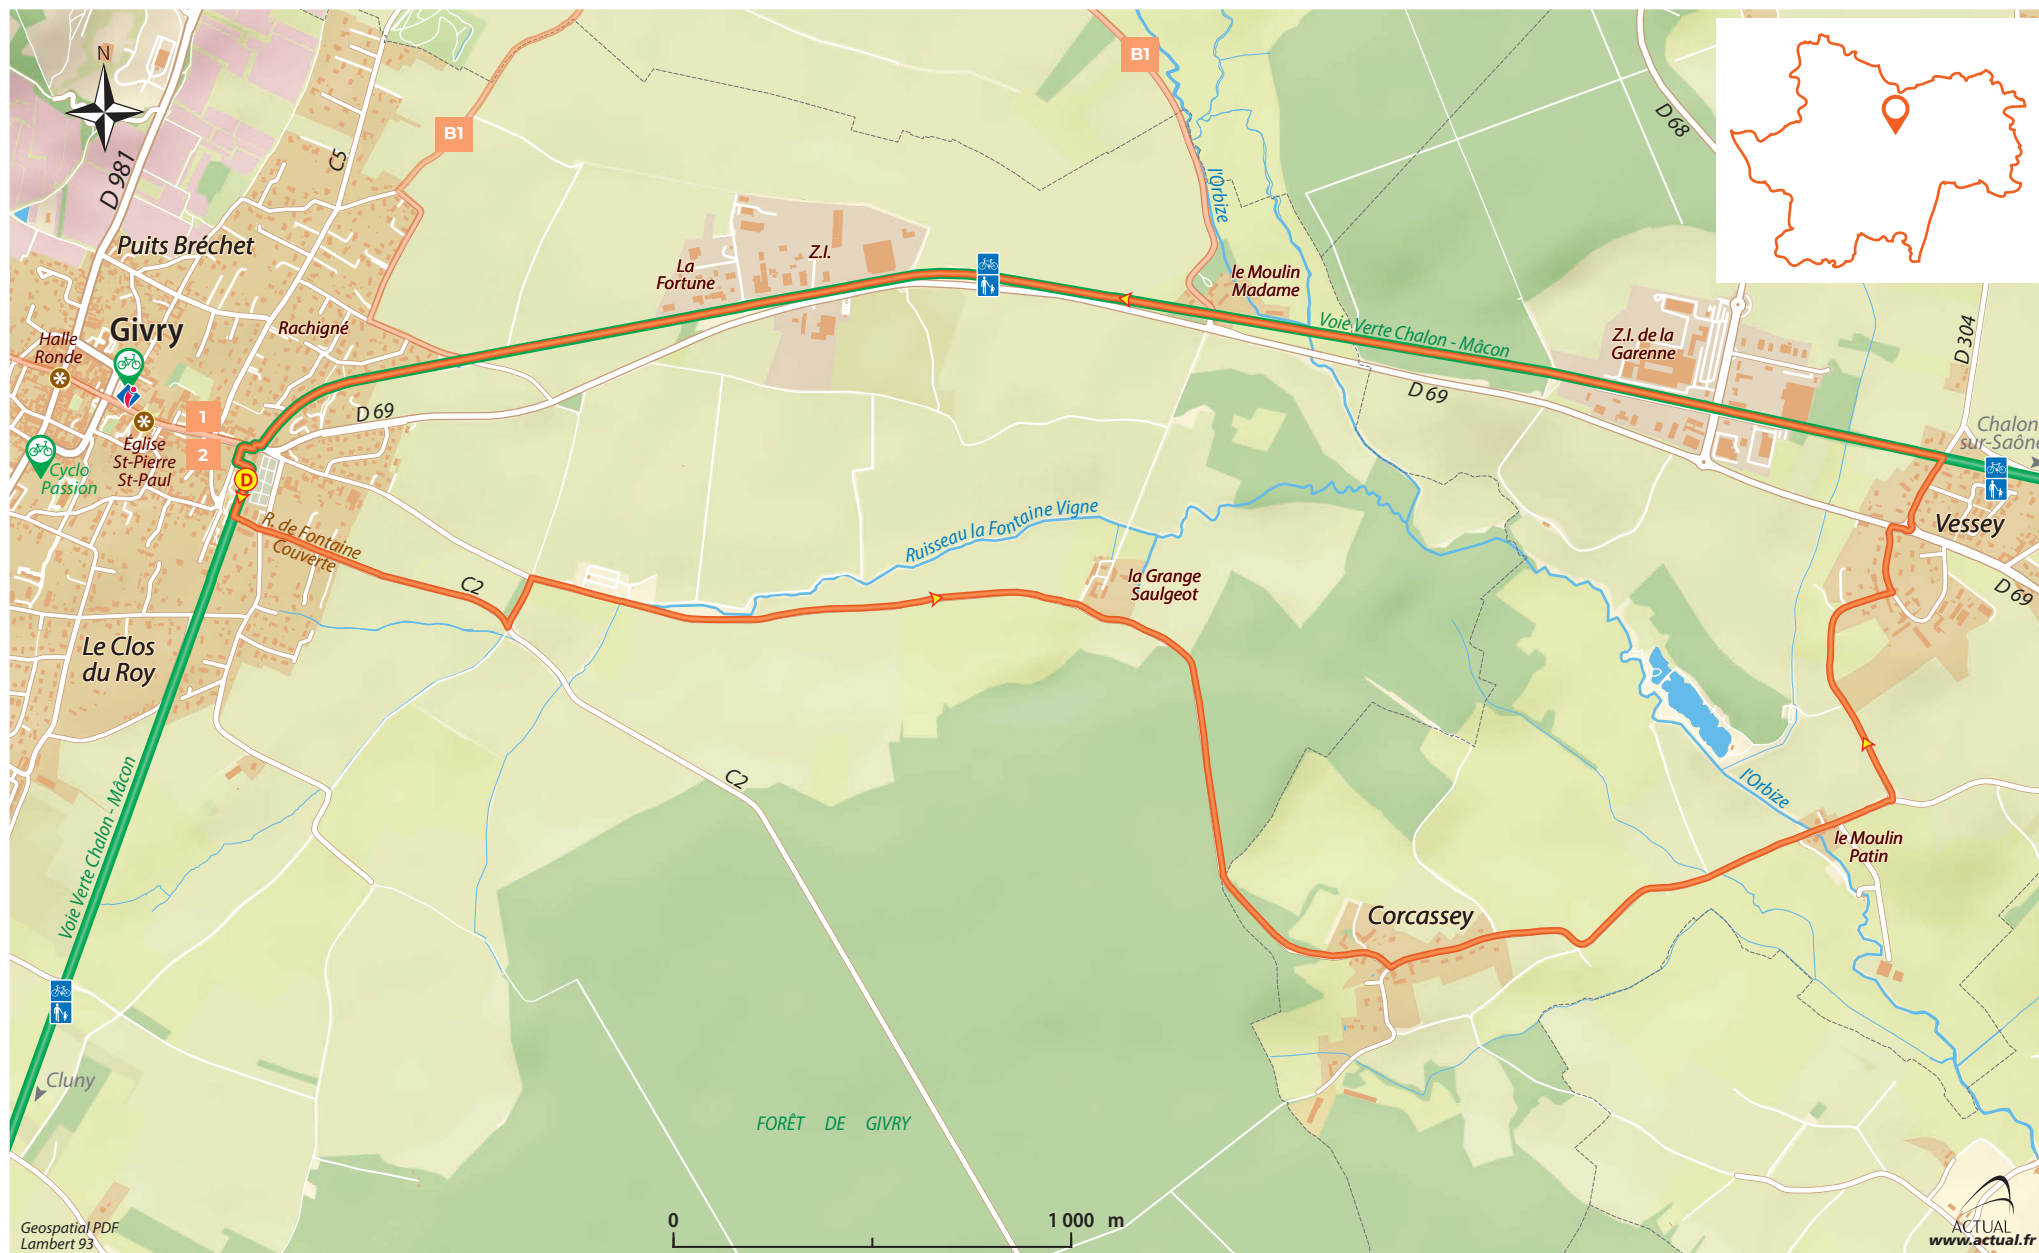 N
D 981
C5
B1
B1
D 68
Puits Bréchet
l'Orbize
La
Fortune
Z.I.
le Moulin
Madame
Voie Verte Chalon - Mâcon
Z.I. de la
Garenne
D 304
Givry
Rachigné
Halle
Ronde
D 69
D 69
1
2
Église
St-Pierre
St-Paul
Cyclo
Passion
D
Chalon-
sur-Saône
Vessey
D 69
R. de Fontaine
Couverte
C2
Ruisseau la Fontaine Vigne
la Grange
Saulgeot
Le Clos
du Roy
C2
l'Orbize
le Moulin
Patin
Voie Verte Chalon - Mâcon
Corcassey
Cluny
FORÊT DE GIVRY
0
1 000 m
Geospatial PDF
Lambert 93
ACTUAL
www.actual.fr